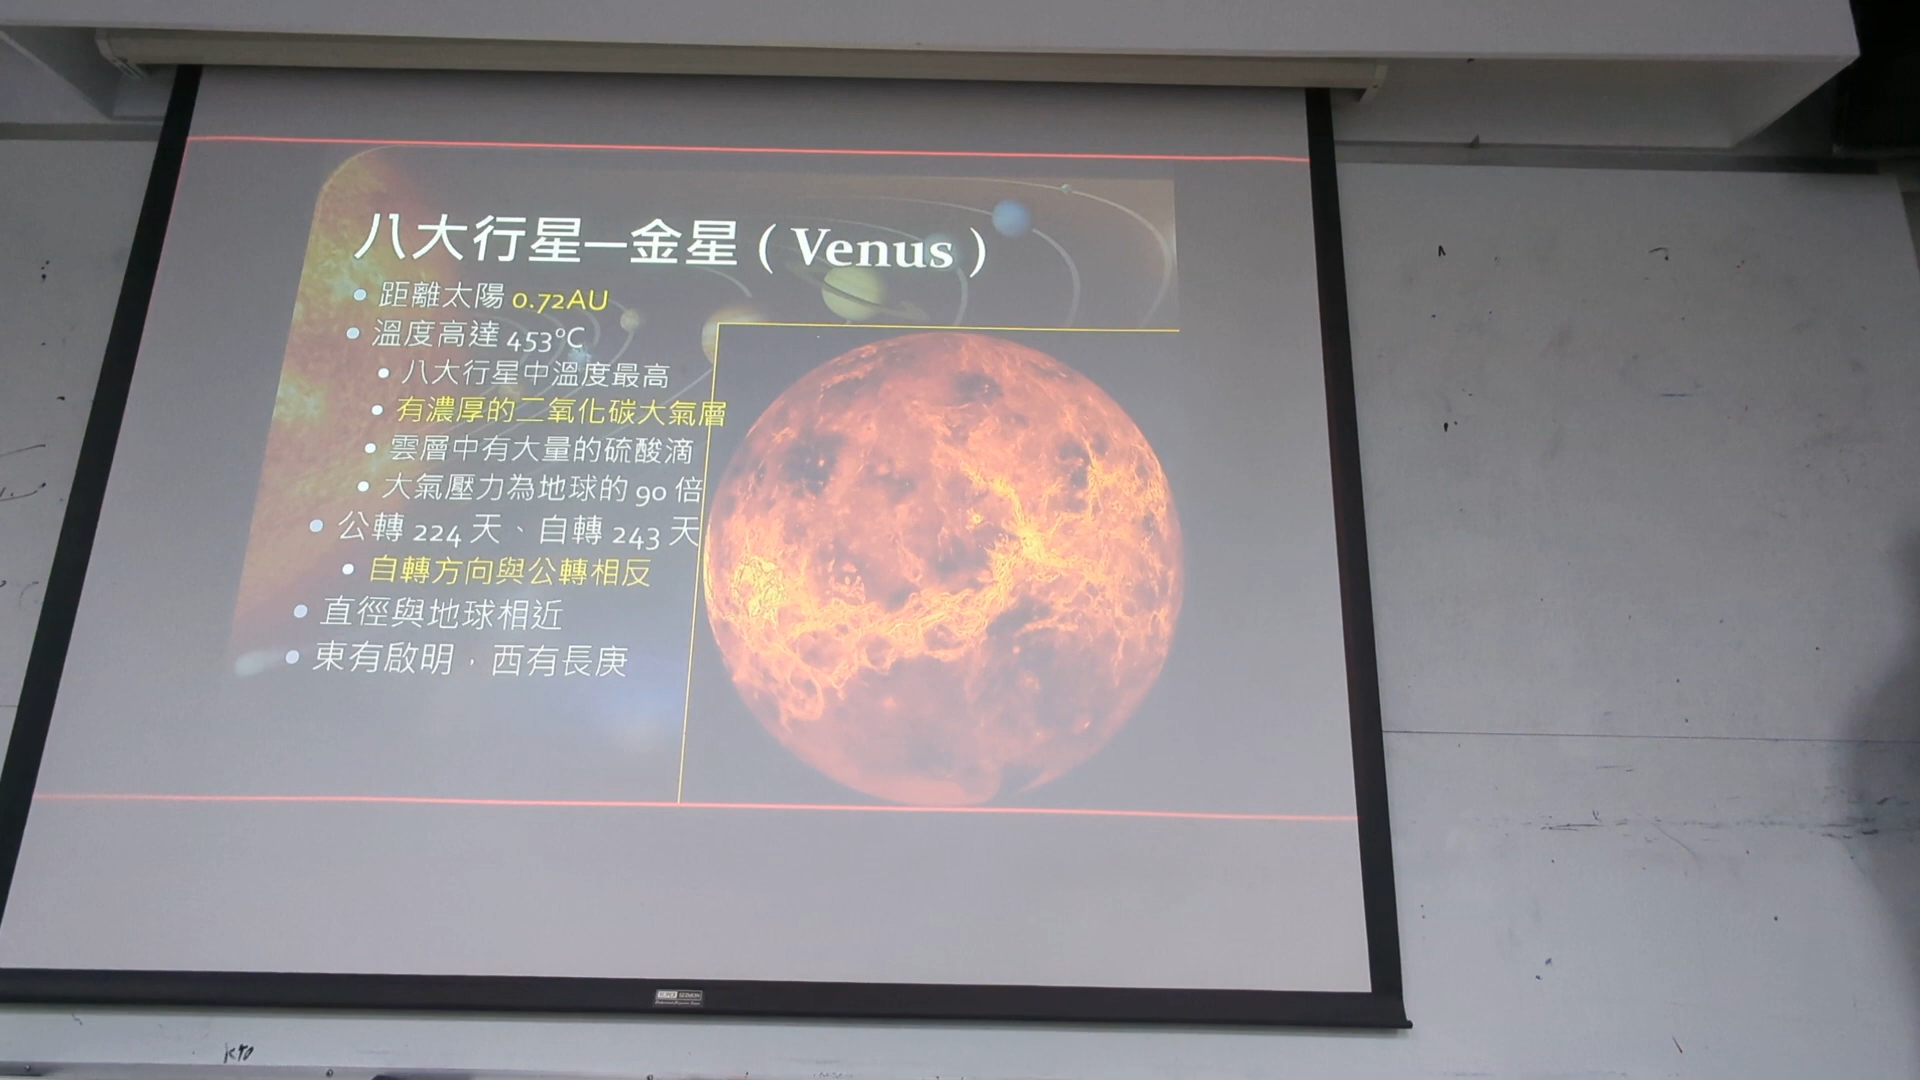 八大行星—金星 ( Venus )
距離太陽 0.72AU
溫度高達 453°C
八大行星中溫度最高
有濃厚的二氧化碳大氣層
雲層中有大量的硫酸滴
大氣壓力為地球的 90 倍
公轉 224 天、自轉 243 天
自轉方向與公轉相反
直徑與地球相近
東有啟明，西有長庚